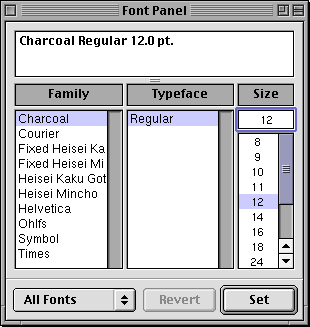 Font Panel
Charcoal Regular 12.0 pt.
Family Typeface Size
Charcoal Regular 12
Courier
Fixed Heisei Ka
Fixed Heisei Mi
Heisei Kaku Got
Heisei Mincho
Helvetica
Ohlfs
Symbol
Times
8
9
10
11
12
14
16
18
24
All Fonts Revert Set